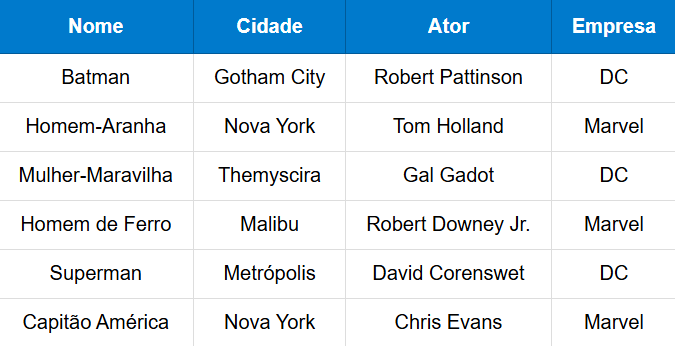 Nome Cidade Ator Empresa
Batman Gotham City Robert Pattinson DC
Homem-Aranha Nova York Tom Holland Marvel
Mulher-Maravilha Themyscira Gal Gadot DC
Homem de Ferro Malibu Robert Downey Jr. Marvel
Superman Metrópolis David Corenswet DC
Capitão América Nova York Chris Evans Marvel